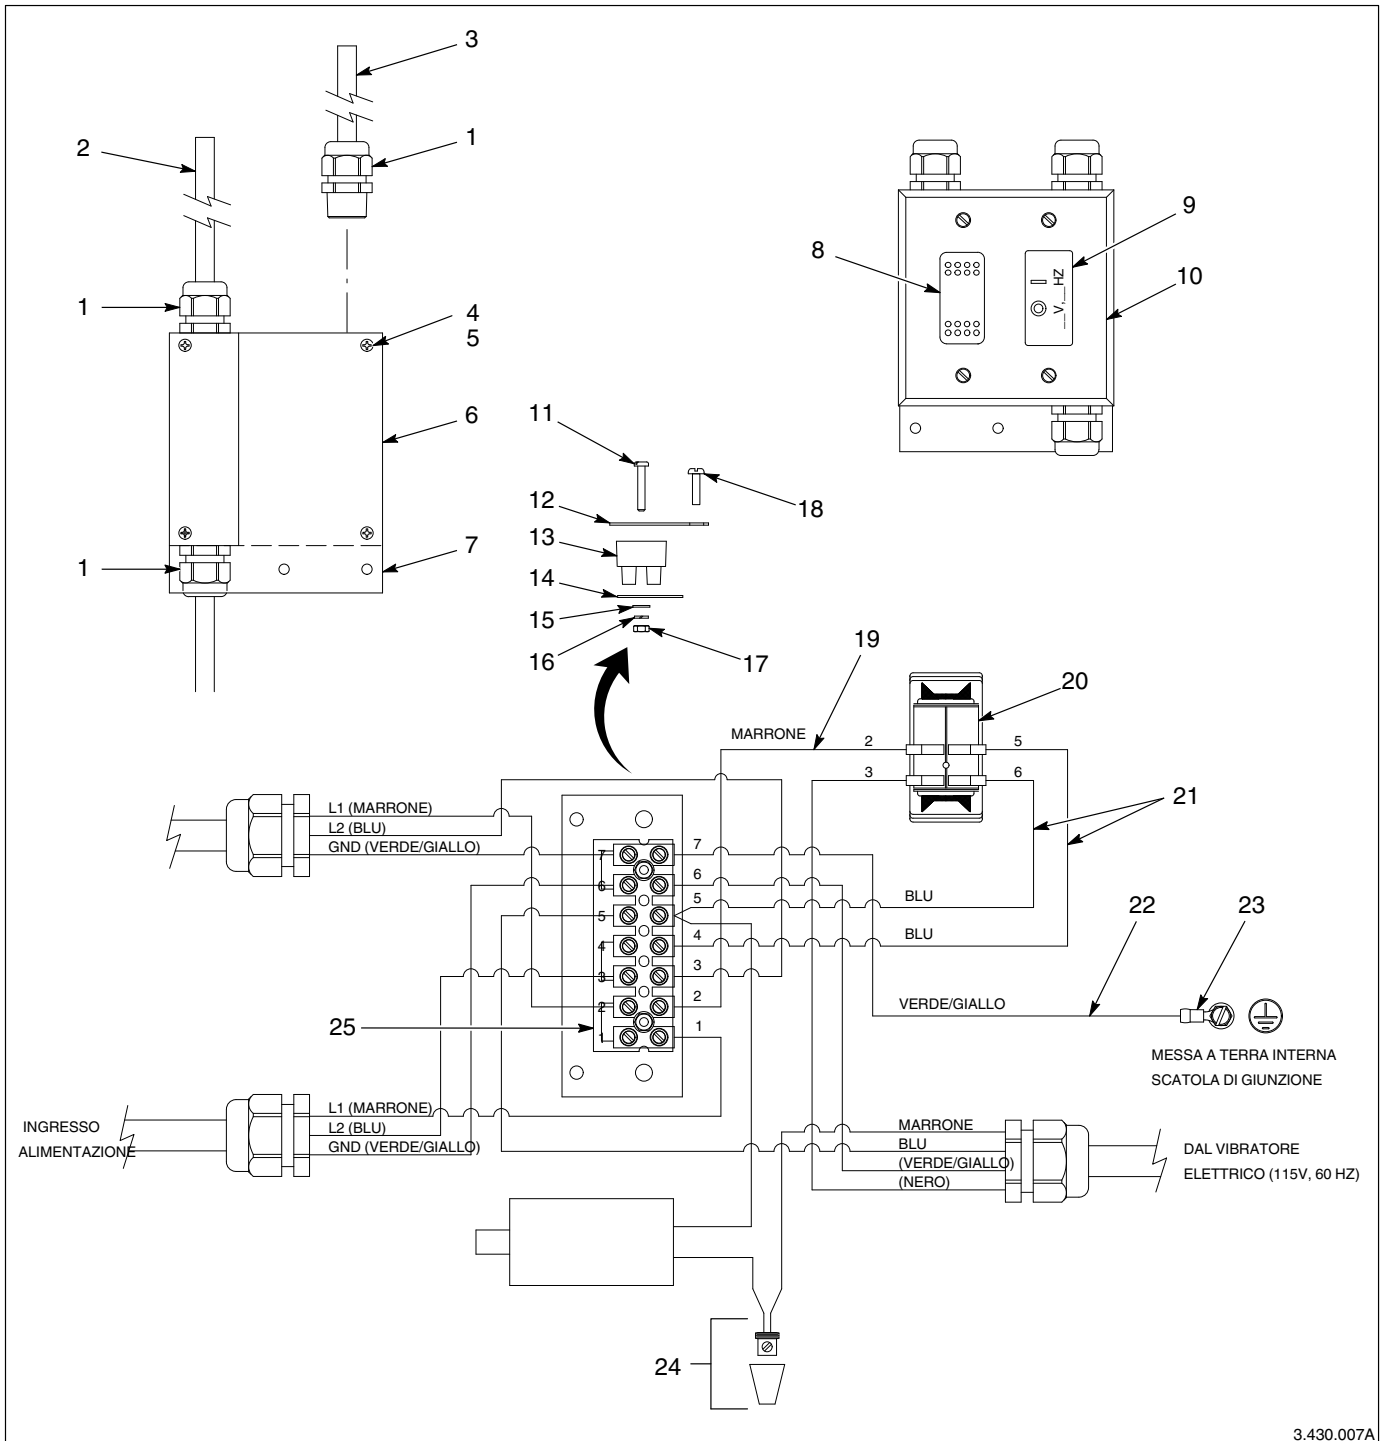 3
2
1
1
4
5
6
7
1
8
9
10
__V,__HZ
11
12
18
13
14
15
16
17
19
20
MARRONE
2
5
3
6
21
L1 (MARRONE)
L2 (BLU)
GND (VERDE/GIALLO)
7
7
6
6
5
5
BLU
4
4
BLU
3
3
22
23
2
2
VERDE/GIALLO
25
1
1
MESSA A TERRA INTERNA
SCATOLA DI GIUNZIONE
INGRESSO
ALIMENTAZIONE
L1 (MARRONE)
L2 (BLU)
GND (VERDE/GIALLO)
MARRONE
BLU
(VERDE/GIALLO)
(NERO)
DAL VIBRATORE
ELETTRICO (115V, 60 HZ)
24
3.430.007A